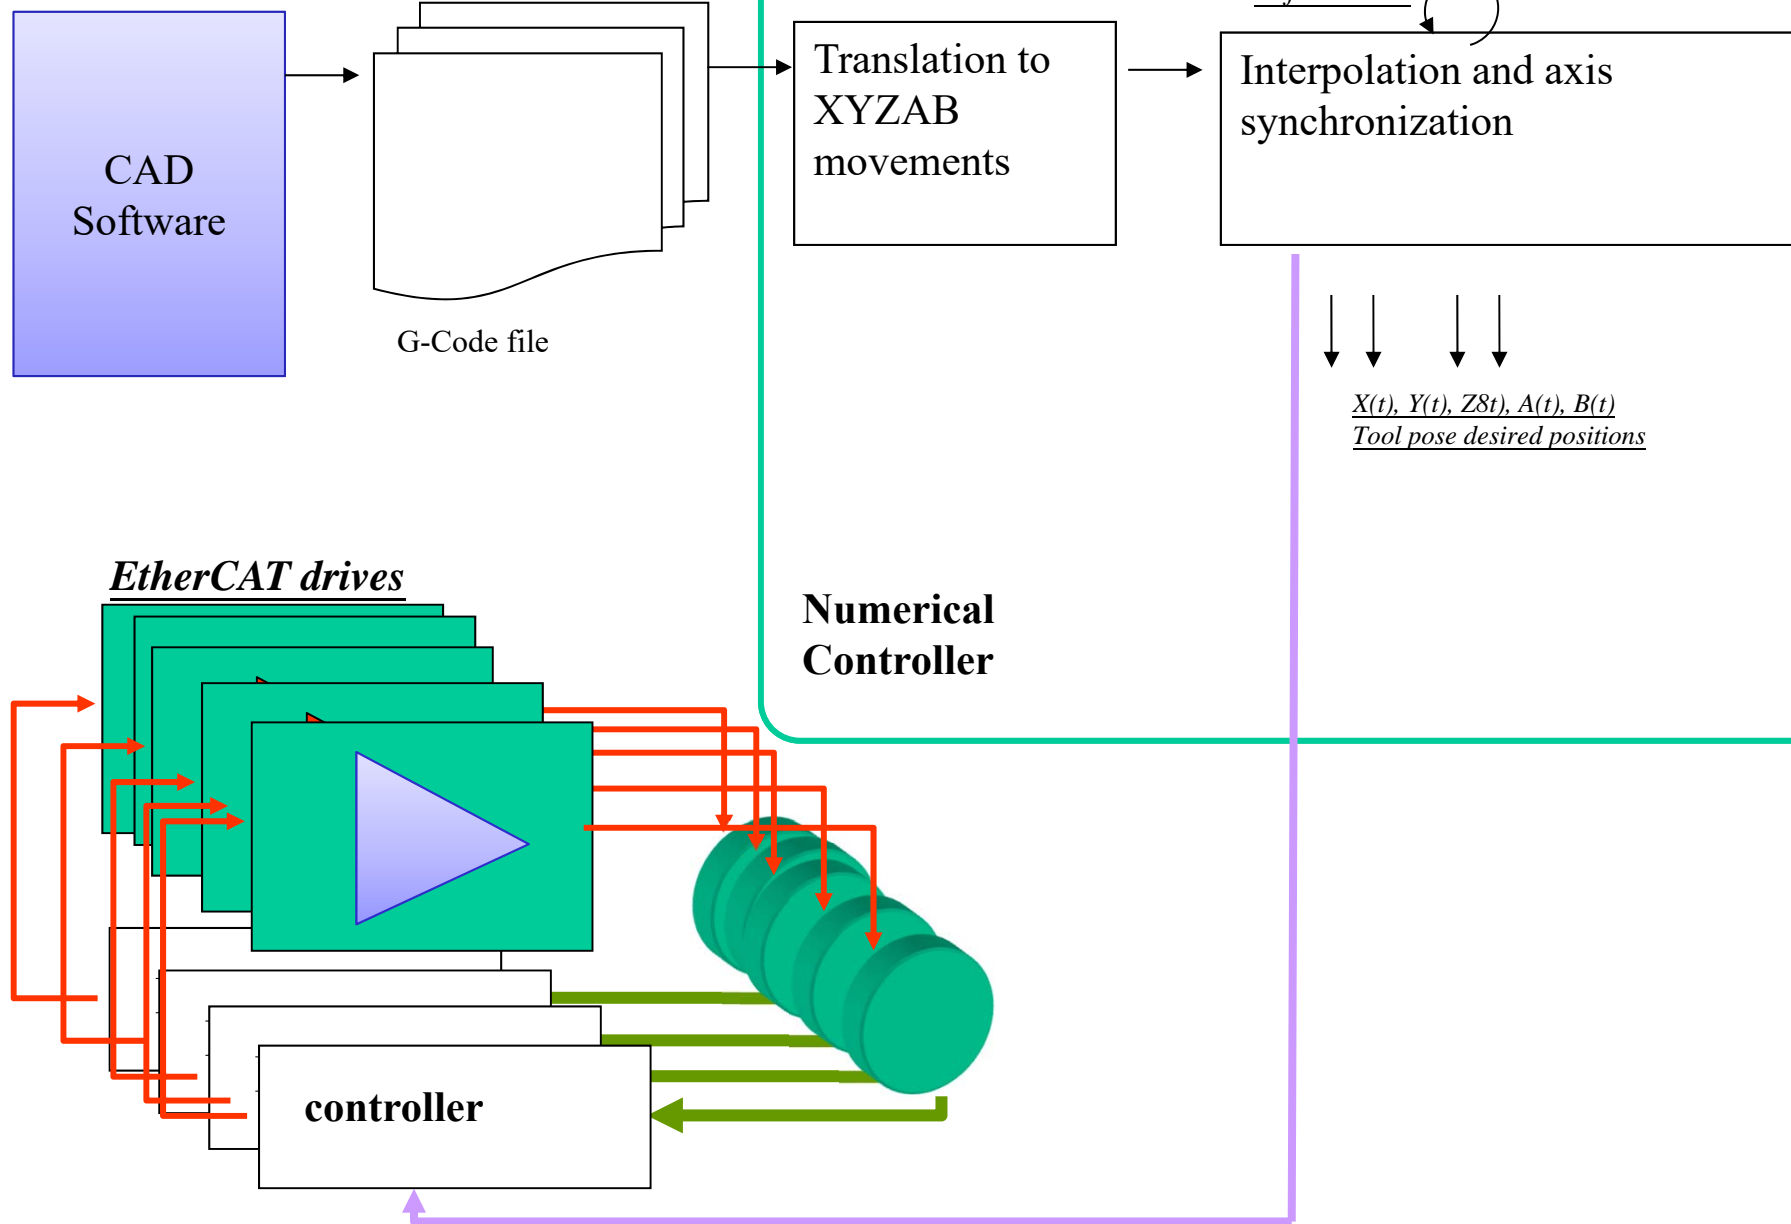 CAD
Software
G-Code file
Translation to
XYZAB
movements
Interpolation and axis
synchronization
X(t), Y(t), Z8t), A(t), B(t)
Tool pose desired positions
EtherCAT drives
Numerical
Controller
controller